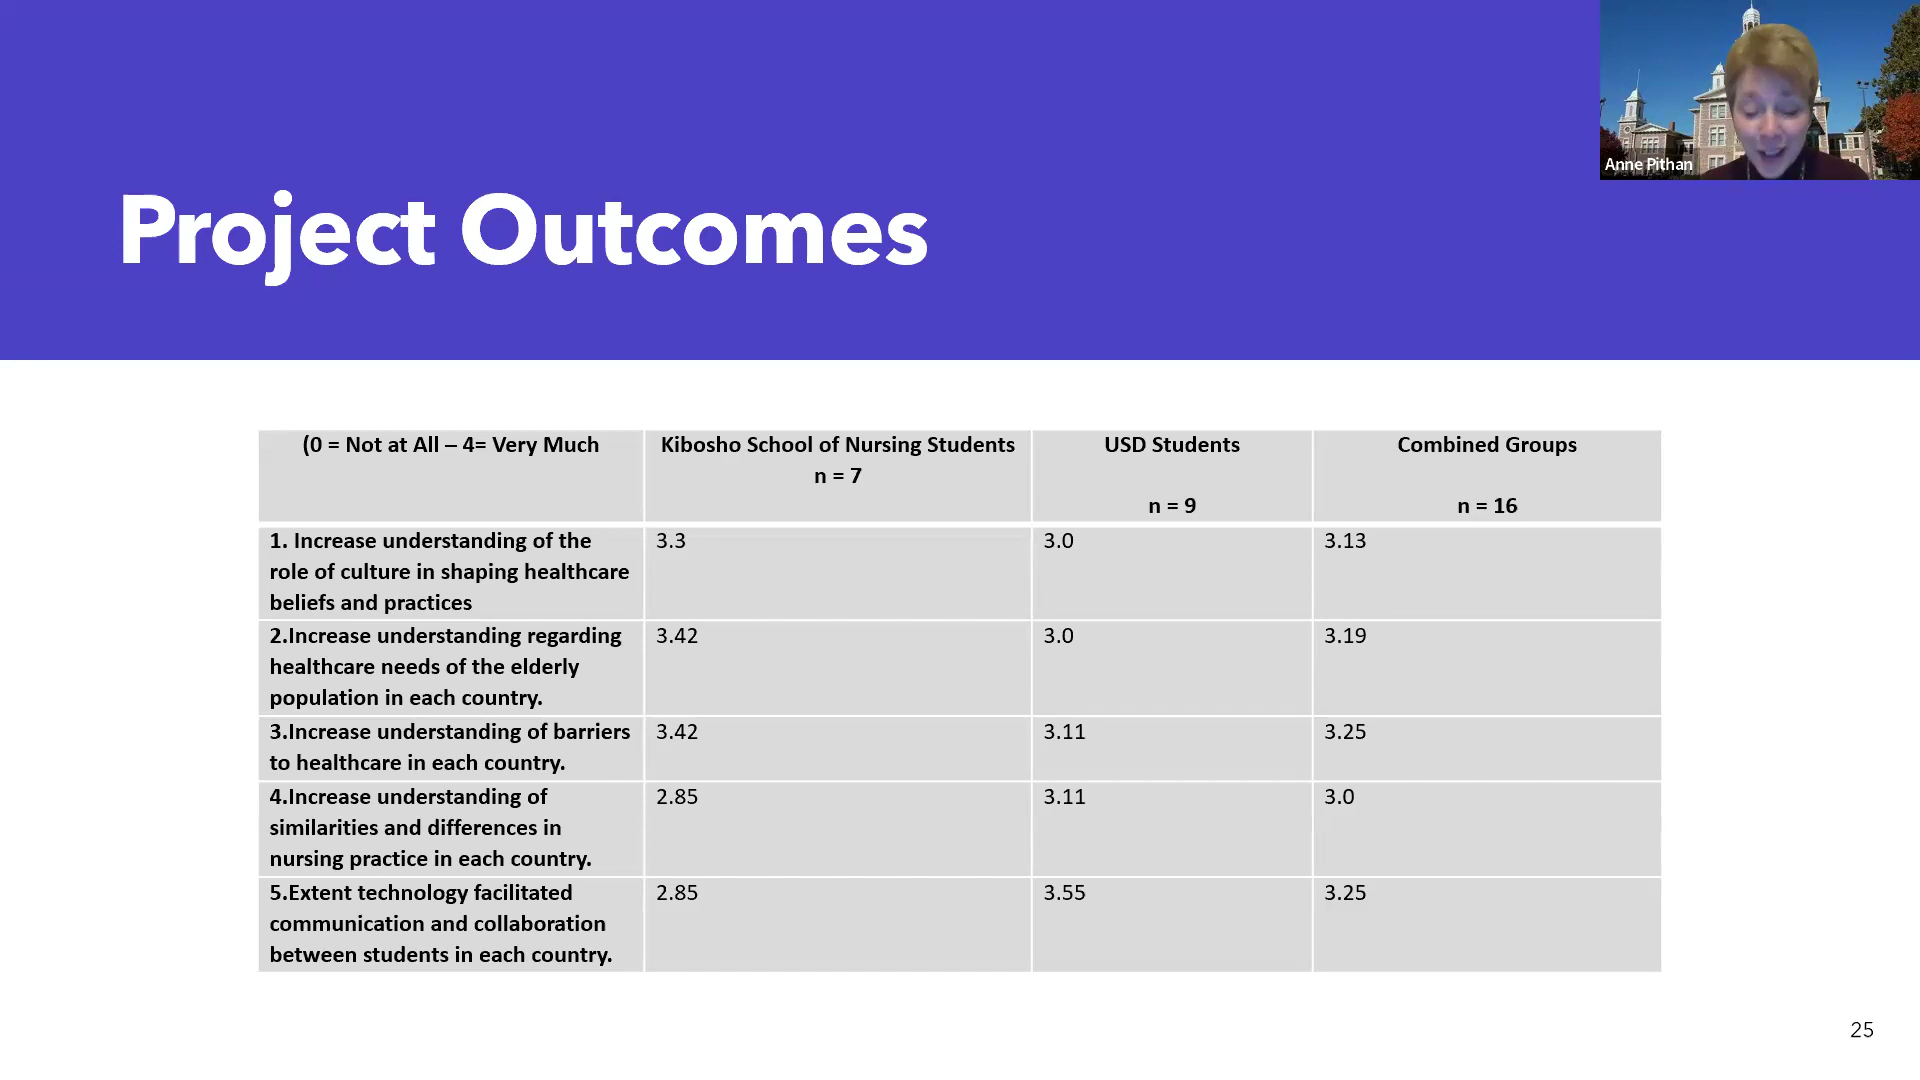 Anne Pithan
Project Outcomes
(0 = Not at All – 4= Very Much
Kibosho School of Nursing Students
n = 7
USD Students
n = 9
Combined Groups
n = 16
1. Increase understanding of the
role of culture in shaping healthcare
beliefs and practices
3.3
3.0
3.13
2.Increase understanding regarding
healthcare needs of the elderly
population in each country.
3.42
3.0
3.19
3.Increase understanding of barriers
to healthcare in each country.
3.42
3.11
3.25
4.Increase understanding of
similarities and differences in
nursing practice in each country.
2.85
3.11
3.0
5.Extent technology facilitated
communication and collaboration
between students in each country.
2.85
3.55
3.25
25